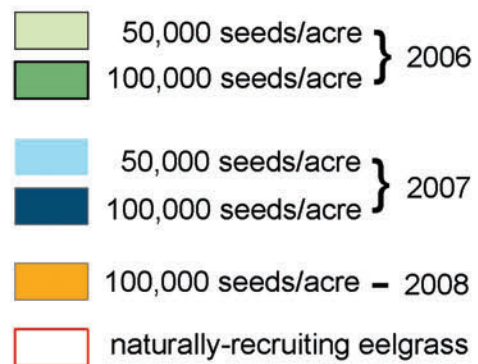 50,000 seeds/acre
100,000 seeds/acre
} 2006
50,000 seeds/acre
100,000 seeds/acre
} 2007
100,000 seeds/acre – 2008
naturally-recruiting eelgrass